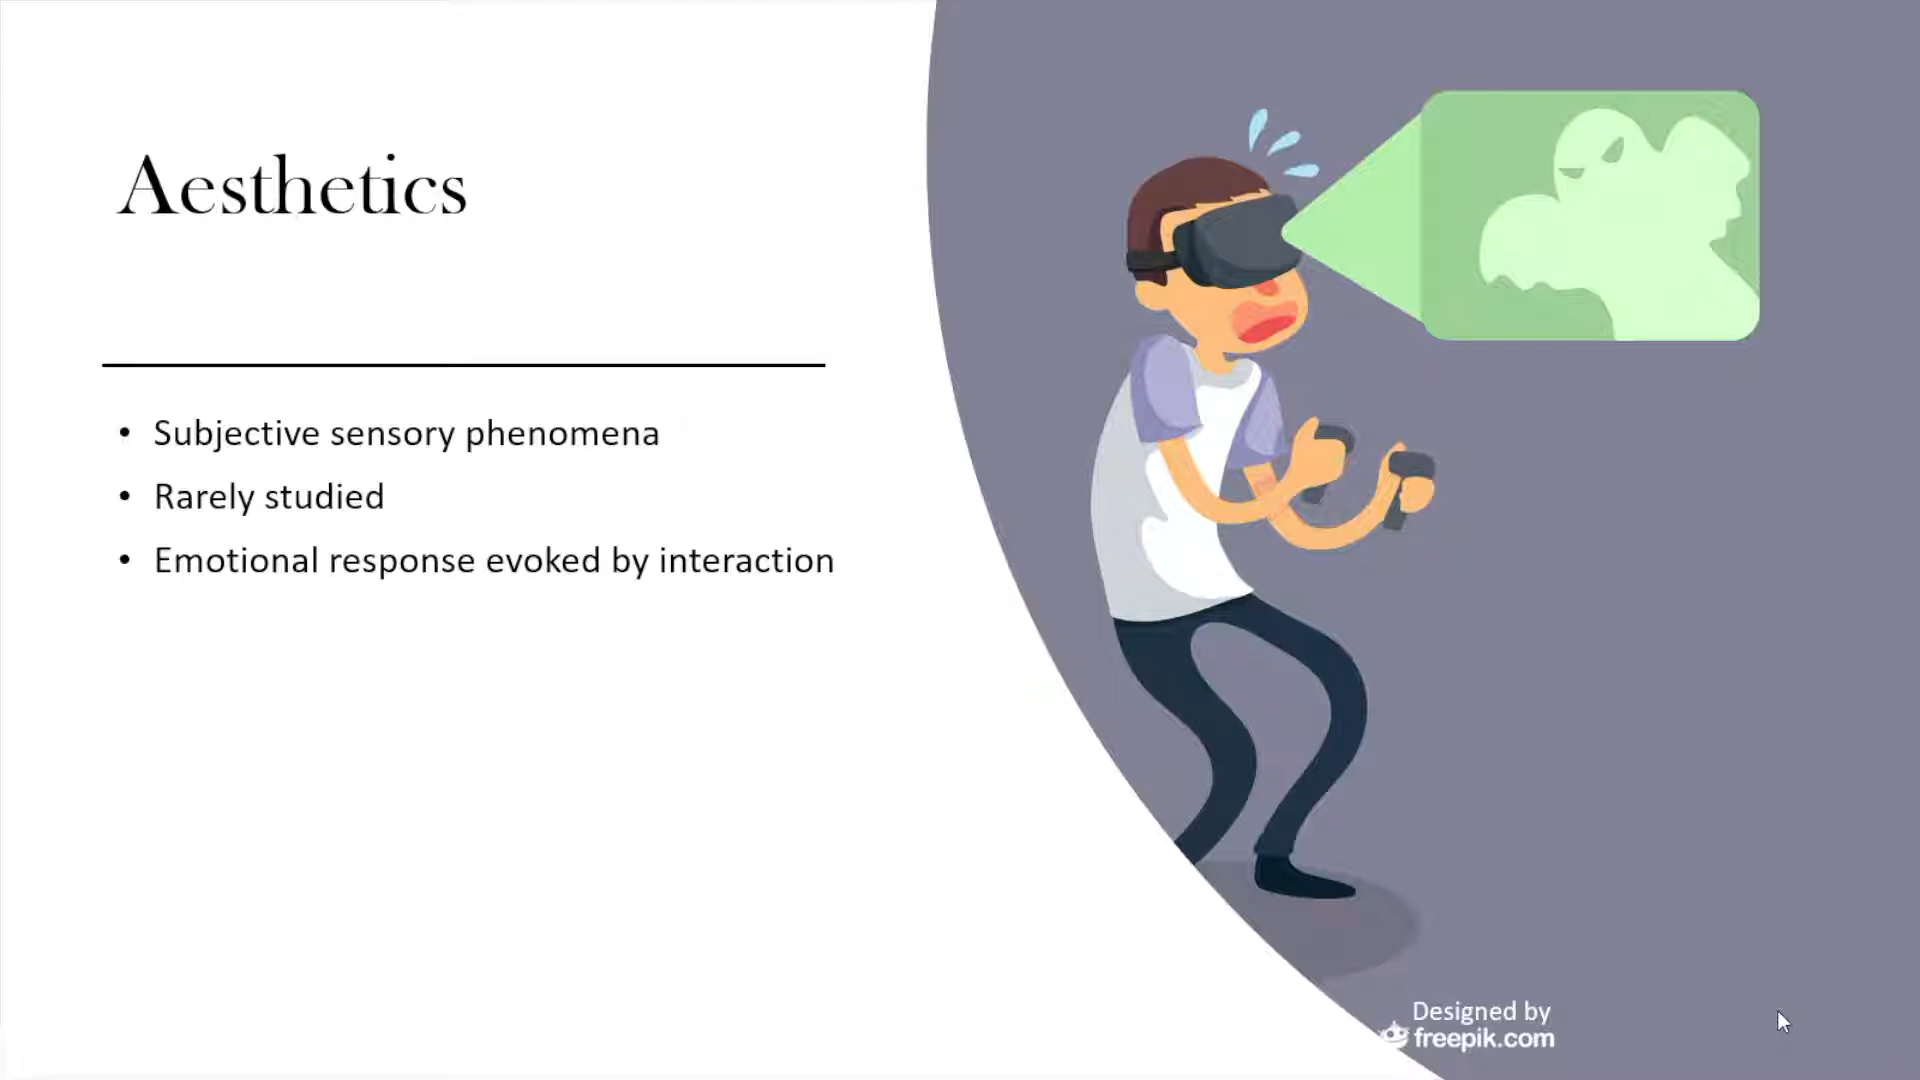 Aesthetics
• Subjective sensory phenomena
• Rarely studied
• Emotional response evoked by interaction
Designed by
freepik.com